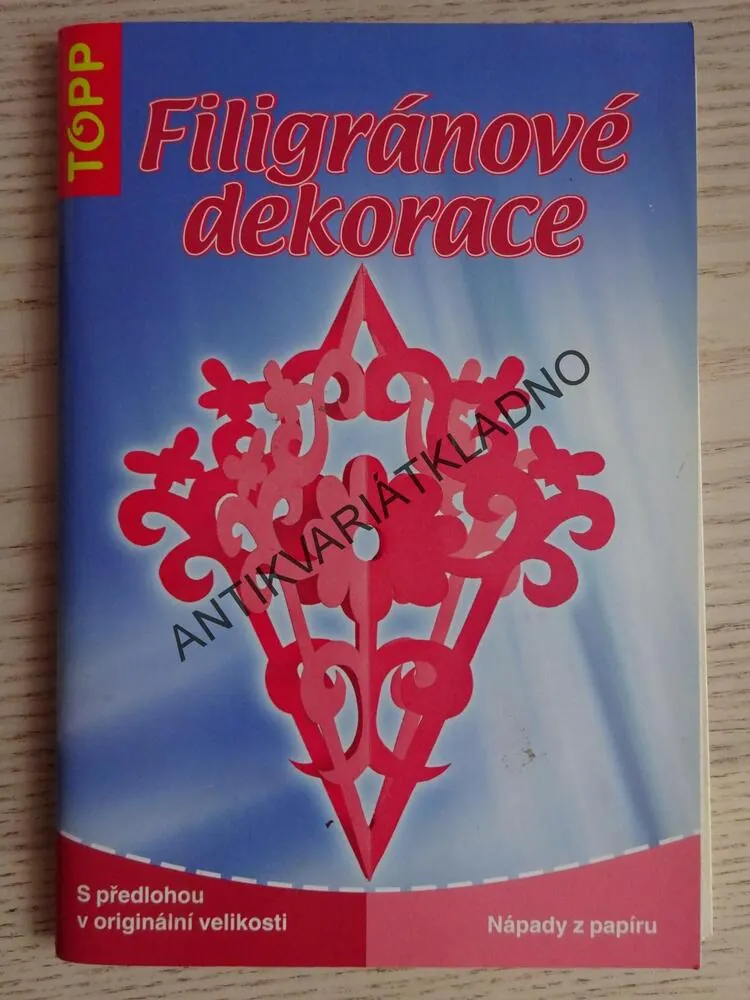 TOPP
Filigránové
dekorace
ANTIKVARIÁTKLADNO
S předlohou
v originální velikosti
Nápady z papíru